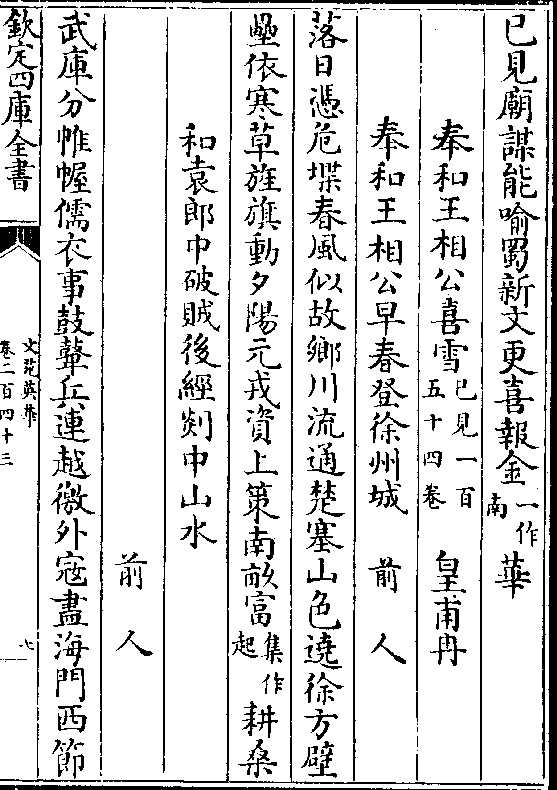 已見廟謀能喻蜀新文更喜報金一作南華
奉和王相公喜雪已見一百五十四卷 皇甫冉
奉和王相公早春登徐州城 前人
落日憑危堞春風似故鄉川流通楚塞山色遶徐方壁
壘依寒草旌旗動夕陽元戎資上策南畝富集作起耕桑
和袁郎中破賊後經剡中山水
前人
武庫分帷幄儒衣事鼓鼙兵連越徼外宼盡海門西節
欽定四庫全書
文苑英華
卷二百四十三
七